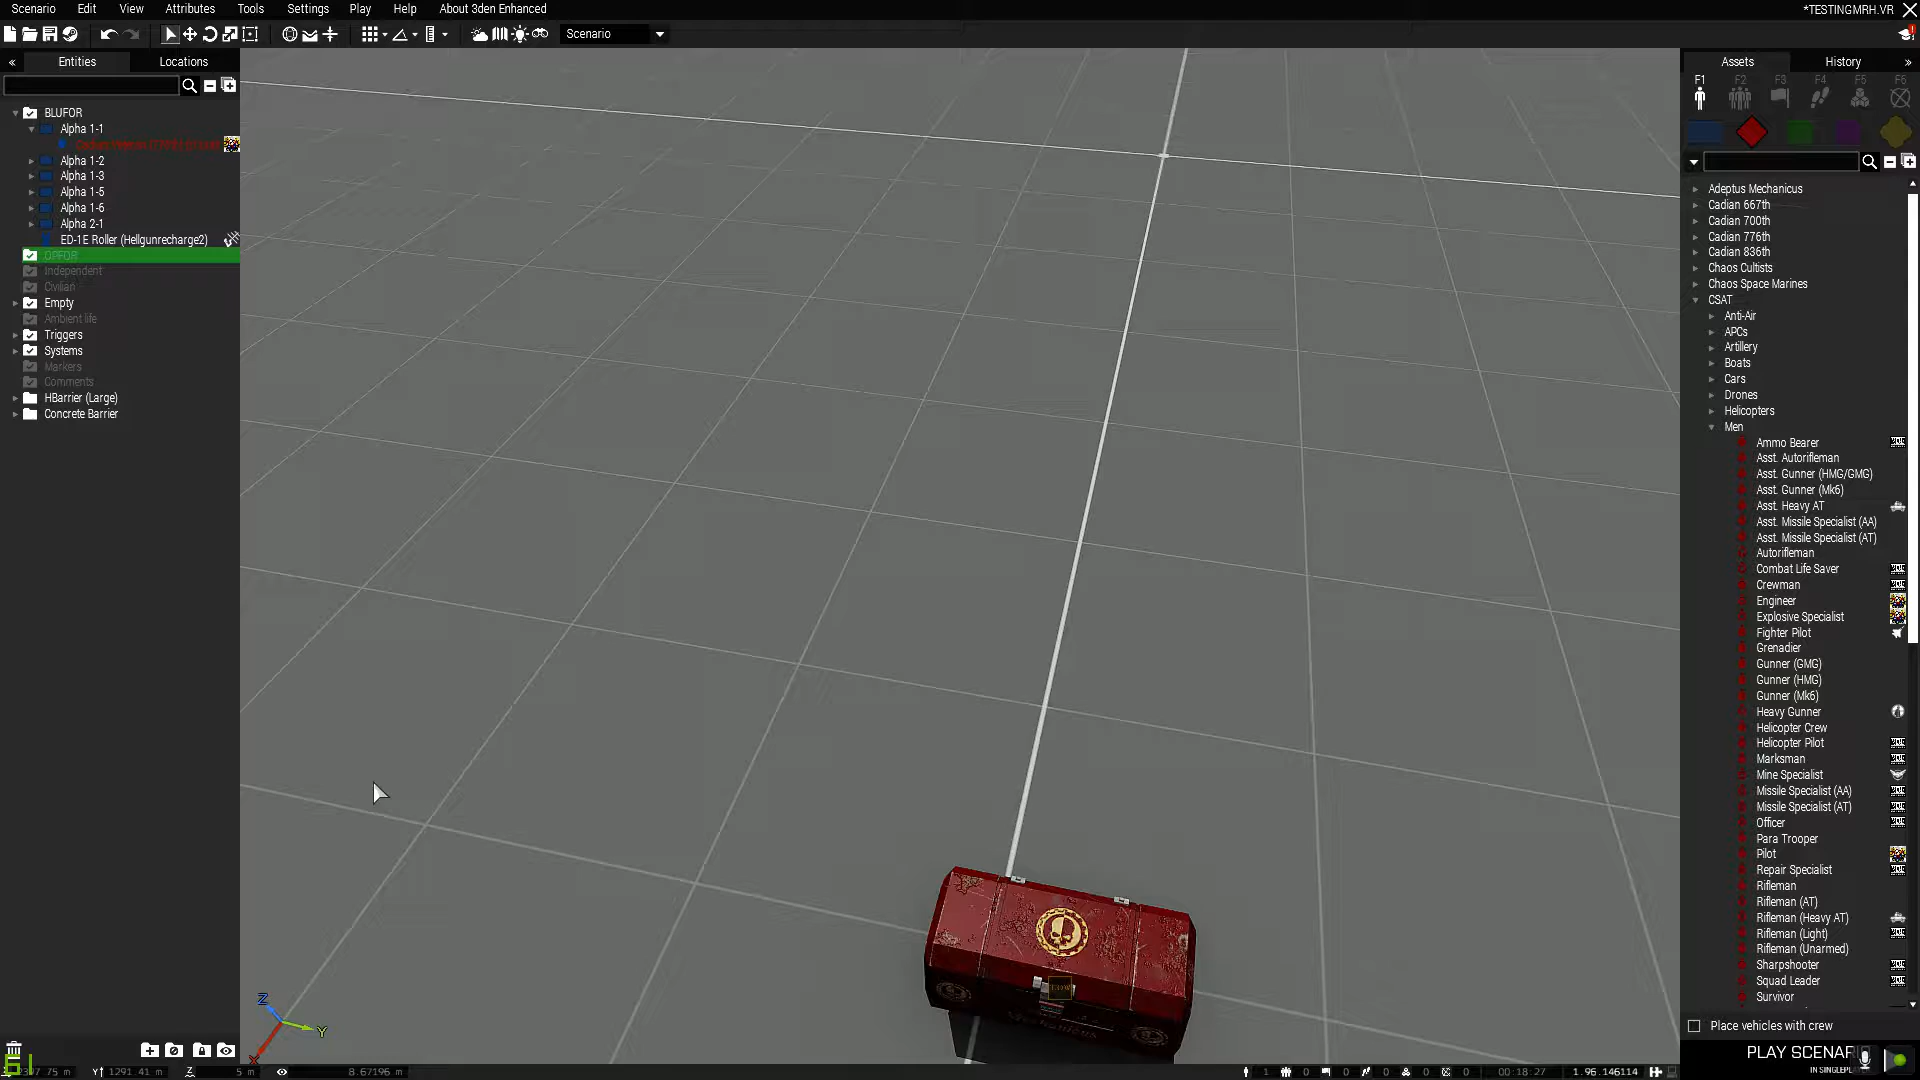 Scenario Edit View Attributes Tools Settings Play Help About 3den Enhanced
*TESTINGMRH.VR
Scenario
Entities Locations
BLUFOR
Alpha 1-1
Alpha 1-2
Alpha 1-3
Alpha 1-5
Alpha 1-6
Alpha 2-1
ED-1E Roller (Hellgunrecharge2)
OPFOR
Independent
Civilian
Empty
Ambient life
Triggers
Systems
Markers
Comments
HBarrier (Large)
Concrete Barrier
Z
Y
X
Assets History
F1 F2 F3 F4 F5 F6
Adeptus Mechanicus
Cadian 667th
Cadian 700th
Cadian 776th
Cadian 836th
Chaos Cultists
Chaos Space Marines
CSAT
Anti-Air
APCs
Artillery
Boats
Cars
Drones
Helicopters
Men
Ammo Bearer
Asst. Autorifleman
Asst. Gunner (HMG/GMG)
Asst. Gunner (Mk6)
Asst. Heavy AT
Asst. Missile Specialist (AA)
Asst. Missile Specialist (AT)
Autorifleman
Combat Life Saver
Crewman
Engineer
Explosive Specialist
Fighter Pilot
Grenadier
Gunner (GMG)
Gunner (HMG)
Gunner (Mk6)
Heavy Gunner
Helicopter Crew
Helicopter Pilot
Marksman
Mine Specialist
Missile Specialist (AA)
Missile Specialist (AT)
Officer
Para Trooper
Pilot
Repair Specialist
Rifleman
Rifleman (AT)
Rifleman (Heavy AT)
Rifleman (Light)
Rifleman (Unarmed)
Sharpshooter
Squad Leader
Survivor
Place vehicles with crew
PLAY SCENARI
IN SINGLEPLA
Y 1291.41 m Z 5 m 8.67196 m 1 0 0 0 0 0 00:18:27 1.96.146114